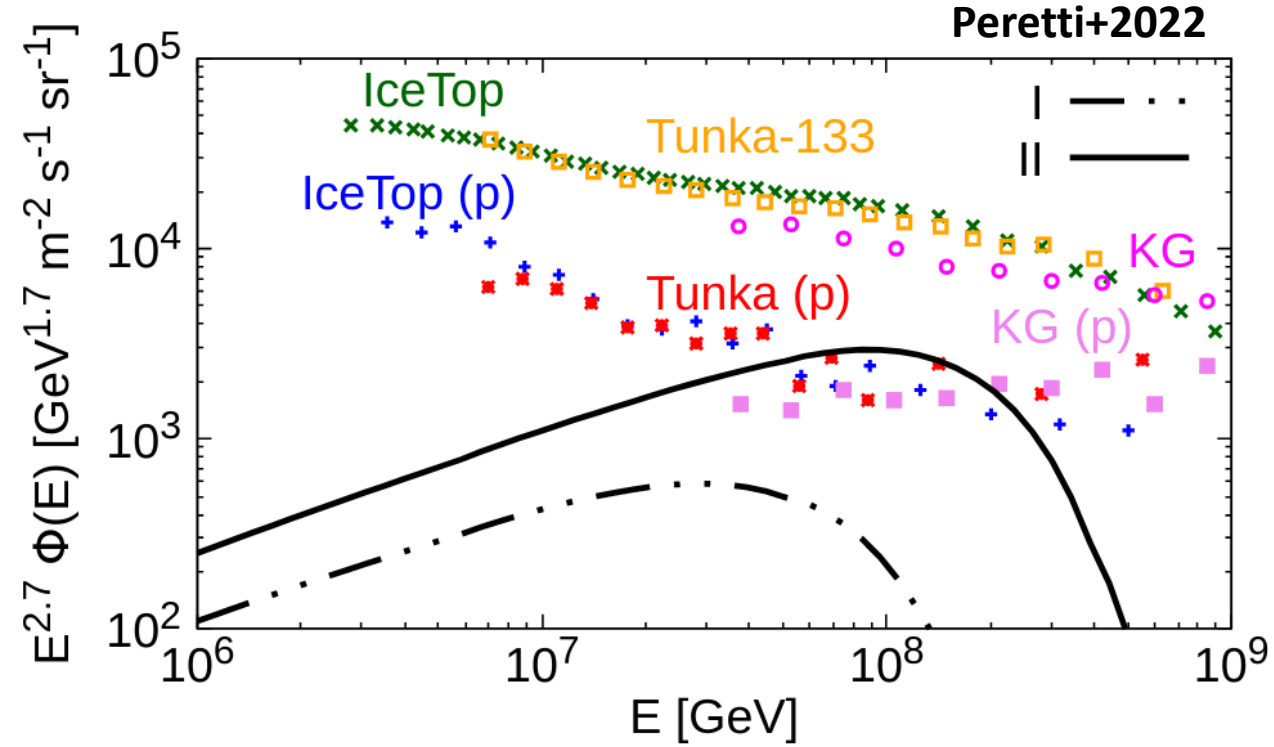 Peretti+2022
E^2.7 Φ(E) [GeV^1.7 m^-2 s^-1 sr^-1]
10^5
10^4
10^3
10^2
IceTop
I
Tunka-133
II
IceTop (p)
KG
Tunka (p)
KG (p)
10^6 10^7 10^8 10^9
E [GeV]